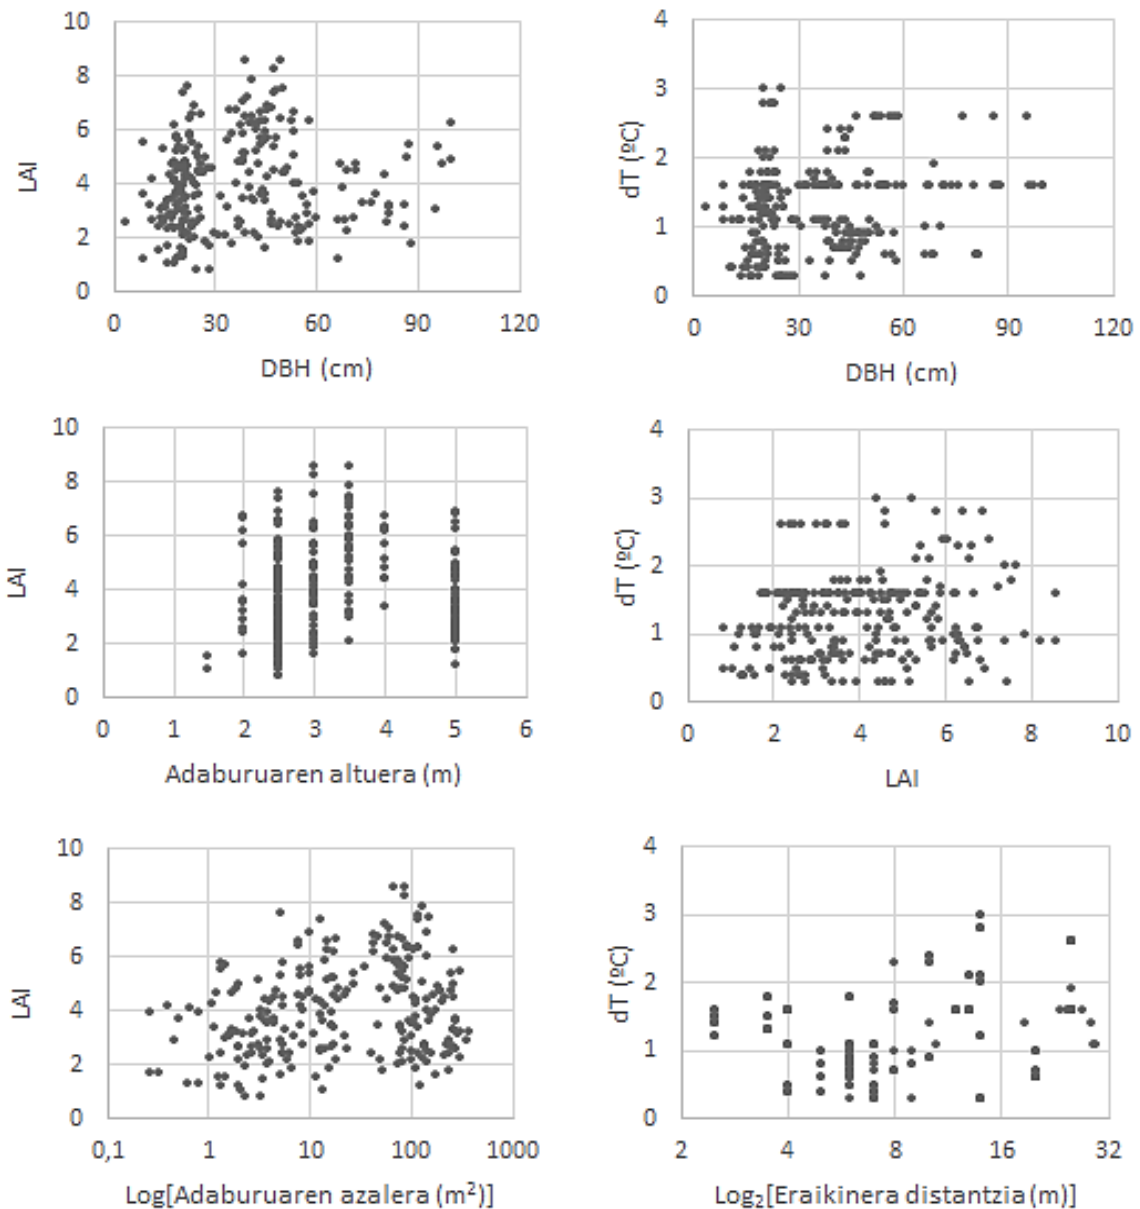 10
8
6
4
2
0
LAI
0 30 60 90 120
DBH (cm)
4
3
2
1
0
dT (ºC)
0 30 60 90 120
DBH (cm)
10
8
6
4
2
0
LAI
0 1 2 3 4 5 6
Adaburuaren altuera (m)
4
3
2
1
0
dT (ºC)
0 2 4 6 8 10
LAI
10
8
6
4
2
0
LAI
0,1 1 10 100 1000
Log[Adaburuaren azalera (m²)]
4
3
2
1
0
dT (ºC)
2 4 8 16 32
Log₂[Eraikinera distantzia (m)]